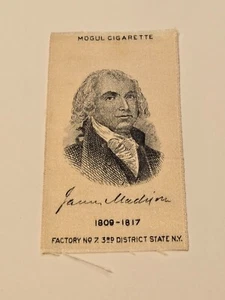 MOGUL CIGARETTE
James Madison
1809-1817
FACTORY NO 7. 3RD DISTRICT STATE N.Y.